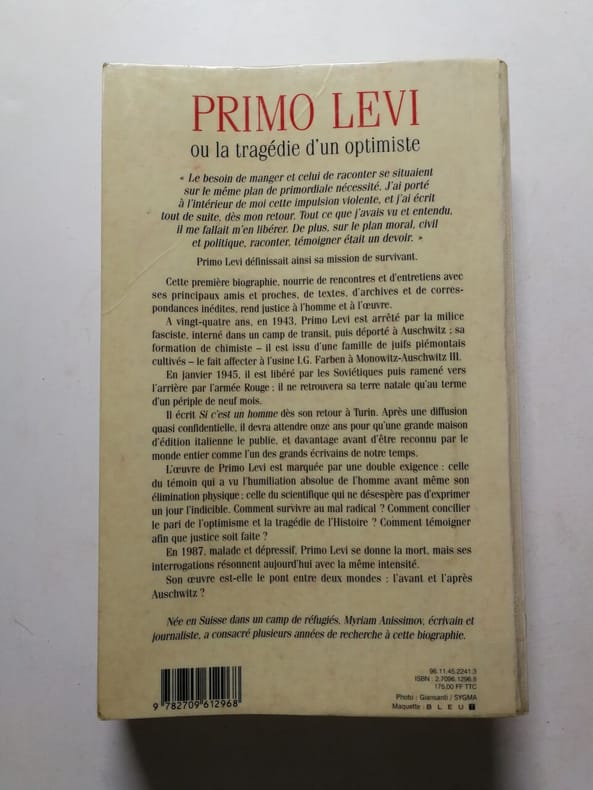 PRIMO LEVI
ou la tragédie d'un optimiste
« Le besoin de manger et celui de raconter se situaient
sur le même plan de primordiale nécessité. J'ai porté
à l'intérieur de moi cette impulsion violente, et j'ai écrit
tout de suite, dès mon retour. Tout ce que j'avais vu et entendu,
il me fallait m'en libérer. De plus, sur le plan moral, civil
et politique, raconter, témoigner était un devoir. »
Primo Levi définissait ainsi sa mission de survivant.
Cette première biographie, nourrie de rencontres et d'entretiens avec
ses principaux amis et proches, de textes, d'archives et de corres-
pondances inédites, rend justice à l'homme et à l'œuvre.
A vingt-quatre ans, en 1943, Primo Levi est arrêté par la milice
fasciste, interné dans un camp de transit, puis déporté à Auschwitz ; sa
formation de chimiste – il est issu d'une famille de juifs piémontais
cultivés – le fait affecter à l'usine I.G. Farben à Monowitz-Auschwitz III.
En janvier 1945, il est libéré par les Soviétiques puis ramené vers
l'arrière par l'armée Rouge ; il ne retrouvera sa terre natale qu'au terme
d'un périple de neuf mois.
Il écrit Si c'est un homme dès son retour à Turin. Après une diffusion
quasi confidentielle, il devra attendre onze ans pour qu'une grande maison
d'édition italienne le publie, et davantage avant d'être reconnu par le
monde entier comme l'un des grands écrivains de notre temps.
L'œuvre de Primo Levi est marquée par une double exigence : celle
du témoin qui a vu l'humiliation absolue de l'homme avant même son
élimination physique ; celle du scientifique qui ne désespère pas d'exprimer
un jour l'indicible. Comment survivre au mal radical ? Comment concilier
le pari de l'optimisme et la tragédie de l'Histoire ? Comment témoigner
afin que justice soit faite ?
En 1987, malade et dépressif, Primo Levi se donne la mort, mais ses
interrogations résonnent aujourd'hui avec la même intensité.
Son œuvre est-elle le pont entre deux mondes : l'avant et l'après
Auschwitz ?
Née en Suisse dans un camp de réfugiés, Myriam Anissimov, écrivain et
journaliste, a consacré plusieurs années de recherche à cette biographie.
96.11.45.2241.3
ISBN : 2.7096.1296.8
175,00 FF TTC
Photo : Giansanti / SYGMA
Maquette : BLEU T
9 782709 612968